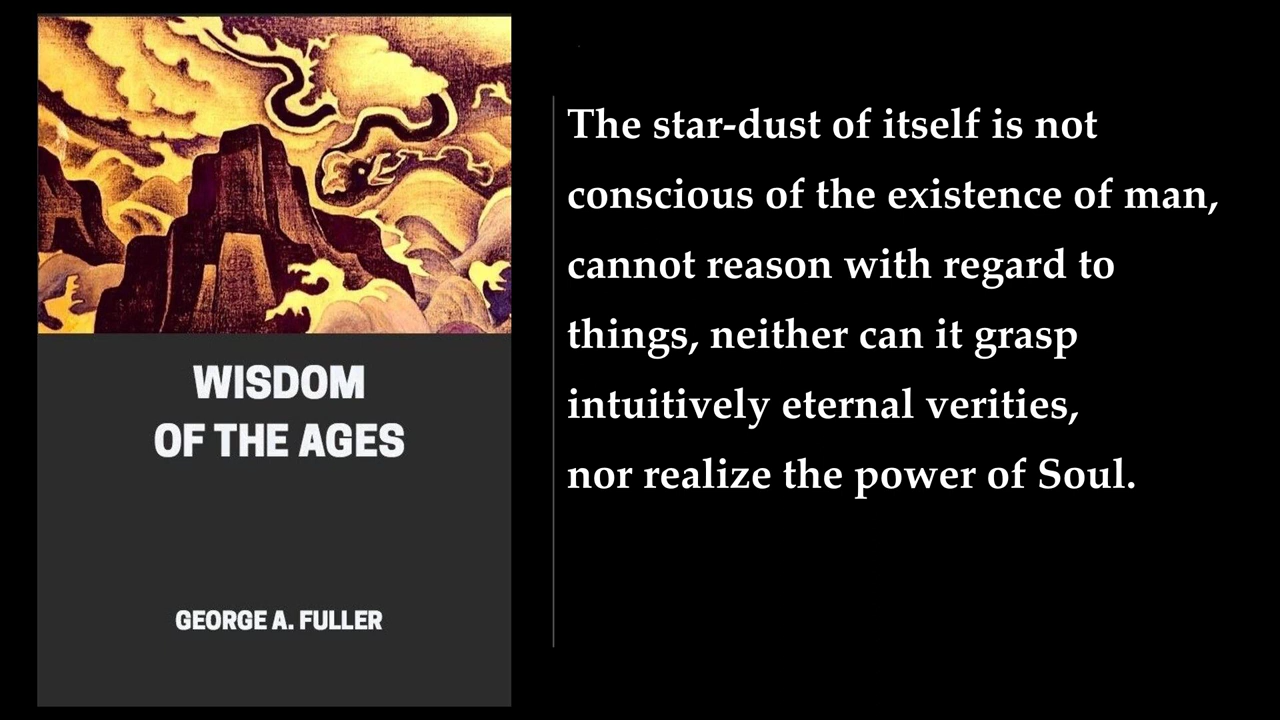 WISDOM
OF THE AGES
GEORGE A. FULLER
The star-dust of itself is not
conscious of the existence of man,
cannot reason with regard to
things, neither can it grasp
intuitively eternal verities,
nor realize the power of Soul.